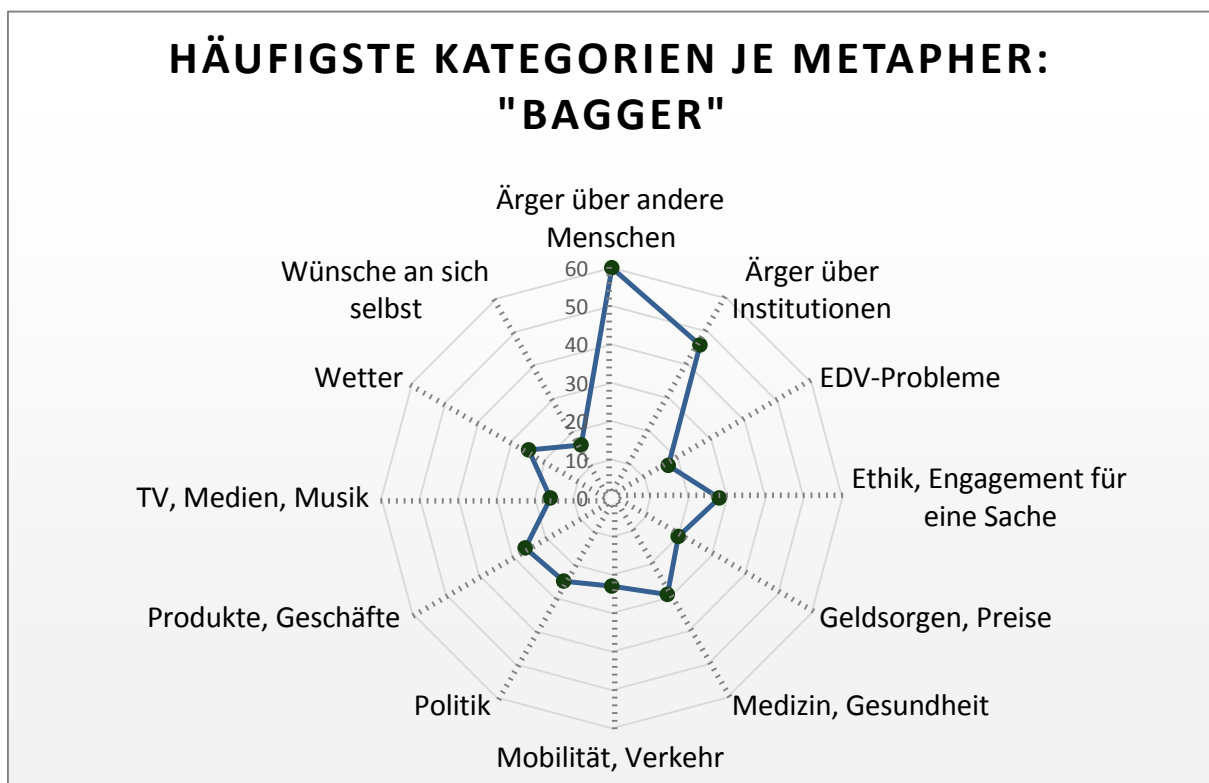 HÄUFIGSTE KATEGORIEN JE METAPHER:
"BAGGER"
Ärger über andere
Menschen
Ärger über
Institutionen
EDV-Probleme
Ethik, Engagement für
eine Sache
Geldsorgen, Preise
Medizin, Gesundheit
Mobilität, Verkehr
Politik
Produkte, Geschäfte
TV, Medien, Musik
Wetter
Wünsche an sich
selbst
60
50
40
30
20
10
0